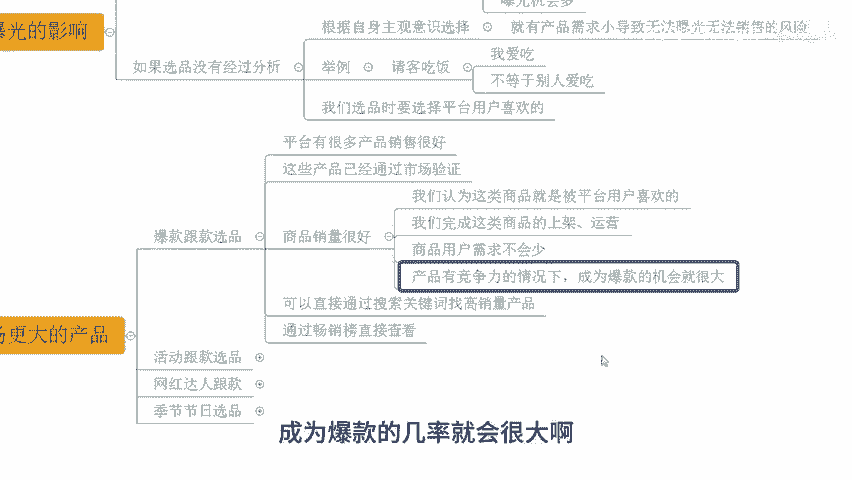 曝光机会多
曝光的影响
根据自身主观意识选择
就有产品需求小导致无法曝光无法销售的风险
如果选品没有经过分析
举例
请客吃饭
我爱吃
不等于别人爱吃
我们选品时要选择平台用户喜欢的
平台有很多产品销售很好
这些产品已经通过市场验证
我们认为这类商品就是被平台用户喜欢的
我们完成这类商品的上架、运营
爆款跟款选品
商品销量很好
商品用户需求不会少
产品有竞争力的情况下，成为爆款的机会就很大
可以直接通过搜索关键词找高销量产品
更大的产品
通过畅销榜直接查看
活动跟款选品
网红达人跟款
季节节日选品
成为爆款的几率就会很大啊